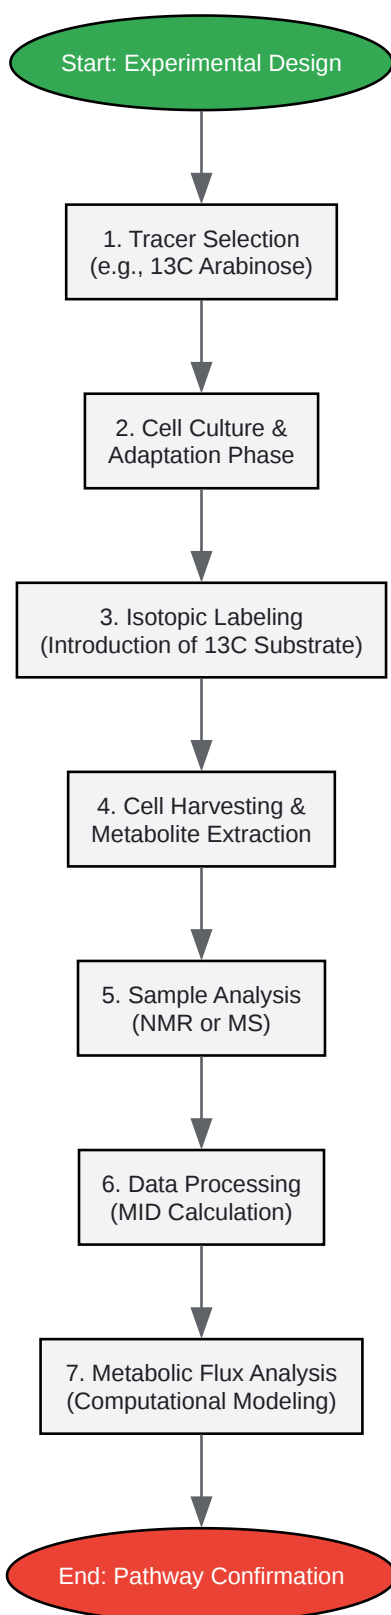 Start: Experimental Design
1. Tracer Selection
(e.g., 13C Arabinose)
2. Cell Culture &
Adaptation Phase
3. Isotopic Labeling
(Introduction of 13C Substrate)
4. Cell Harvesting &
Metabolite Extraction
5. Sample Analysis
(NMR or MS)
6. Data Processing
(MID Calculation)
7. Metabolic Flux Analysis
(Computational Modeling)
End: Pathway Confirmation